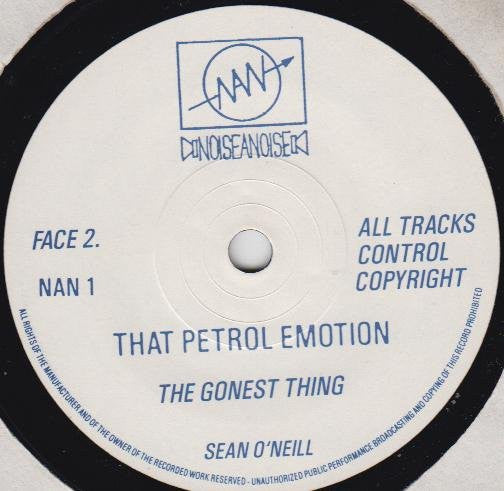 NAN
NOISEANOISE
FACE 2.
NAN 1
ALL TRACKS
CONTROL
COPYRIGHT
THAT PETROL EMOTION
THE GONEST THING
SEAN O'NEILL
ALL RIGHTS OF THE MANUFACTURER AND OF THE OWNER OF THE RECORDED WORK RESERVED - UNAUTHORIZED PUBLIC PERFORMANCE BROADCASTING AND COPYING OF THIS RECORD PROHIBITED